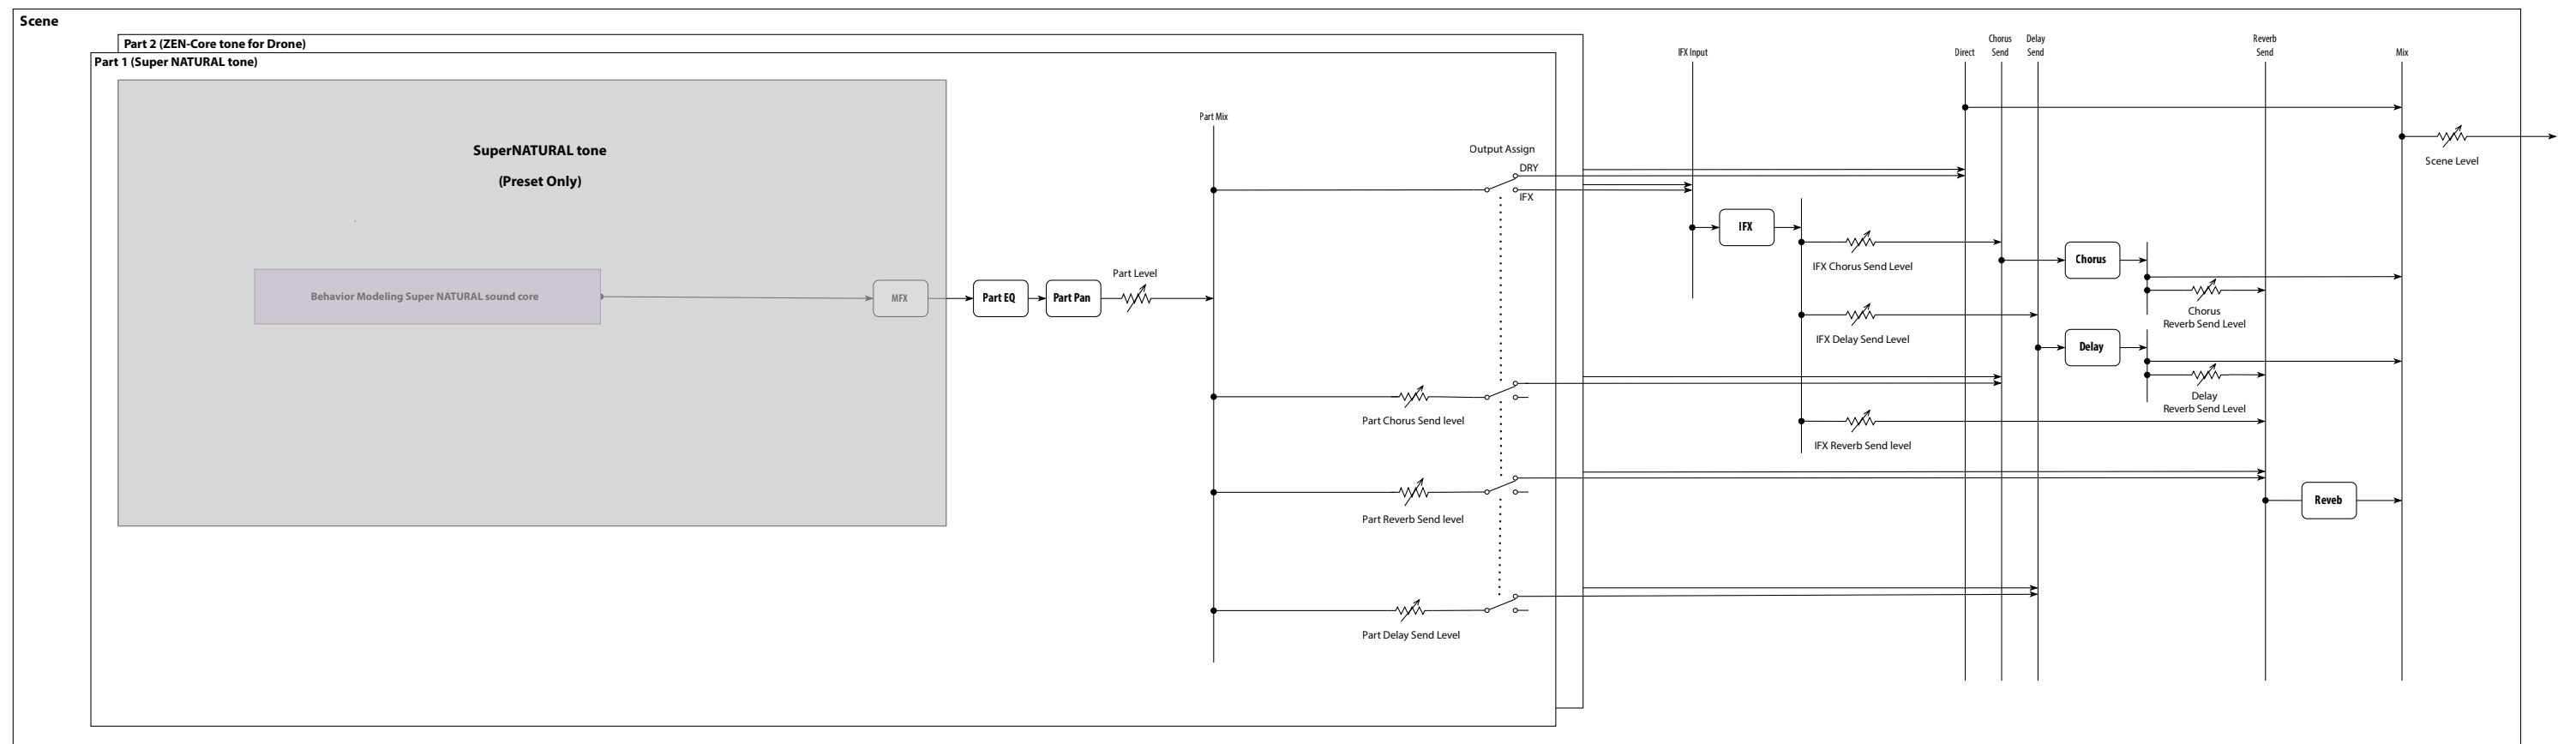 Scene
Part 2 (ZEN-Core tone for Drone)
Part 1 (Super NATURAL tone)
SuperNATURAL tone
(Preset Only)
Behavior Modeling Super NATURAL sound core
MFX
Part EQ
Part Pan
Part Level
Part Mix
Output Assign
DRY
IFX
Part Chorus Send level
Part Reverb Send level
Part Delay Send Level
IFX Input
IFX
IFX Chorus Send Level
IFX Delay Send Level
IFX Reverb Send level
Direct
Chorus
Send
Delay
Send
Chorus
Chorus
Reverb Send Level
Delay
Delay
Reverb Send Level
Reverb
Send
Reveb
Mix
Scene Level